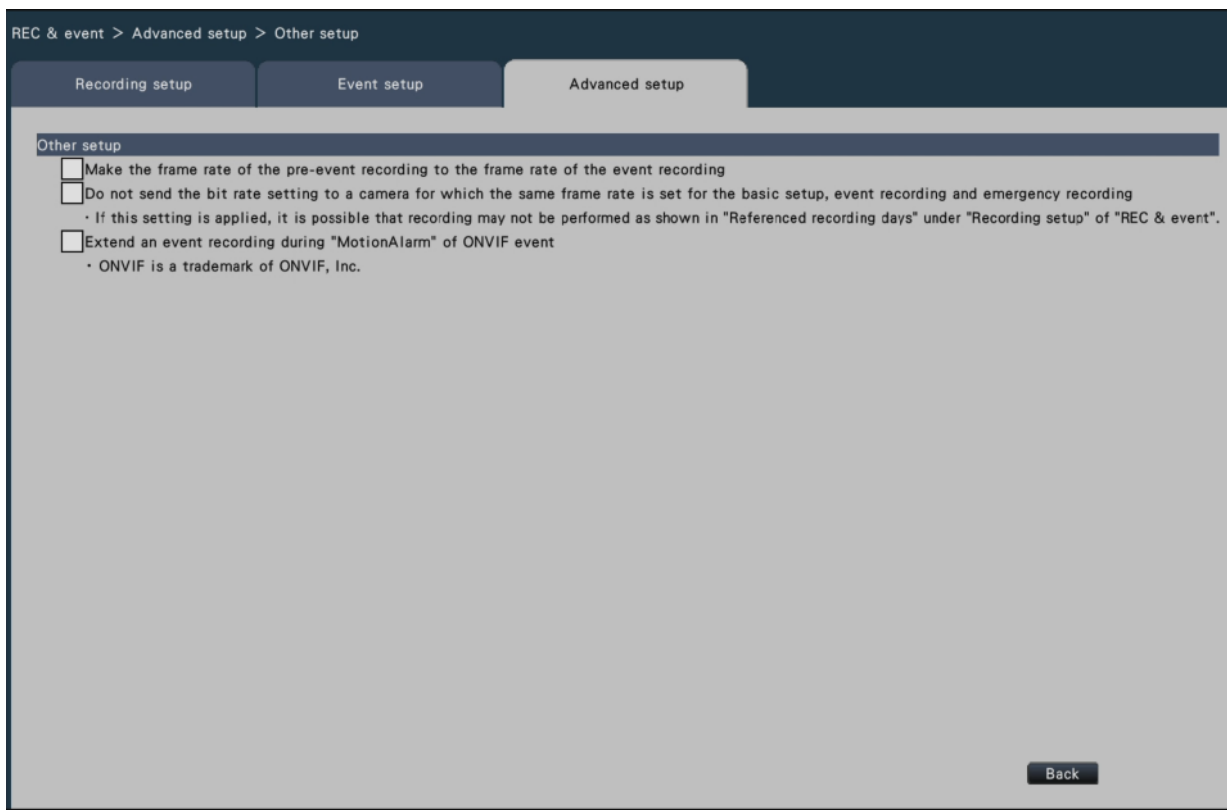 REC & event > Advanced setup > Other setup
Recording setup
Event setup
Advanced setup
Other setup
Make the frame rate of the pre-event recording to the frame rate of the event recording
Do not send the bit rate setting to a camera for which the same frame rate is set for the basic setup, event recording and emergency recording
・If this setting is applied, it is possible that recording may not be performed as shown in "Referenced recording days" under "Recording setup" of "REC & event".
Extend an event recording during "MotionAlarm" of ONVIF event
・ONVIF is a trademark of ONVIF, Inc.
Back